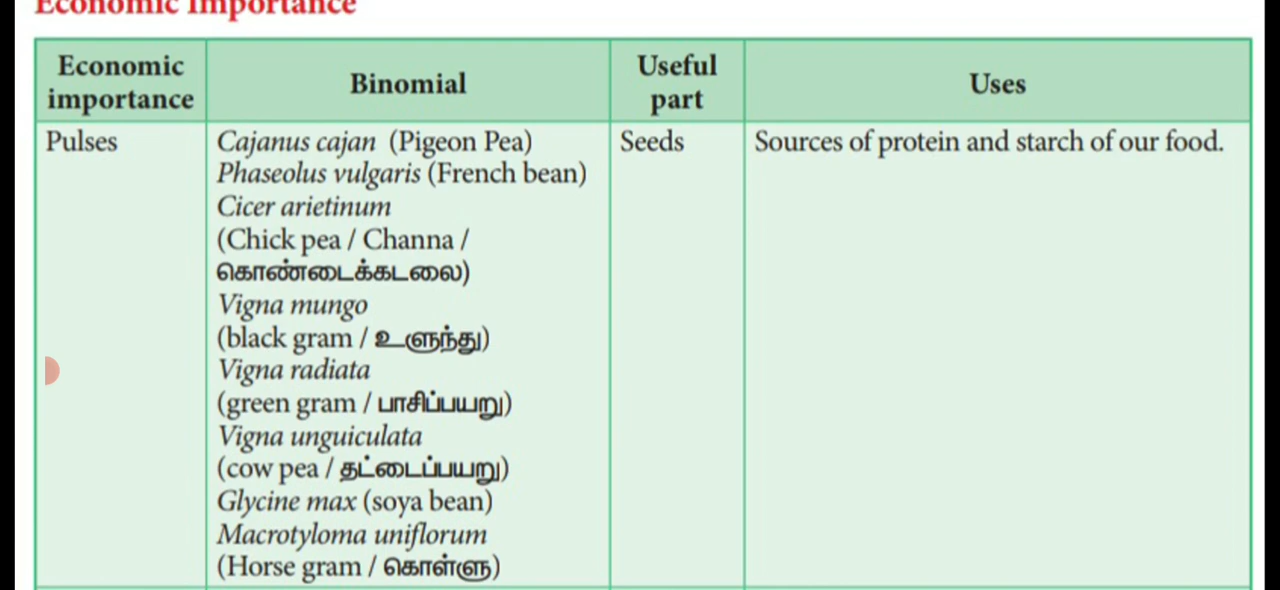 Economic Importance
Economic importance
Binomial
Useful part
Uses
Pulses
Cajanus cajan (Pigeon Pea)
Phaseolus vulgaris (French bean)
Cicer arietinum
(Chick pea / Channa /
கொண்டைக்கடலை)
Vigna mungo
(black gram / உளுந்து)
Vigna radiata
(green gram / பாசிப்பயறு)
Vigna unguiculata
(cow pea / தட்டைப்பயறு)
Glycine max (soya bean)
Macrotyloma uniflorum
(Horse gram / கொள்ளு)
Seeds
Sources of protein and starch of our food.